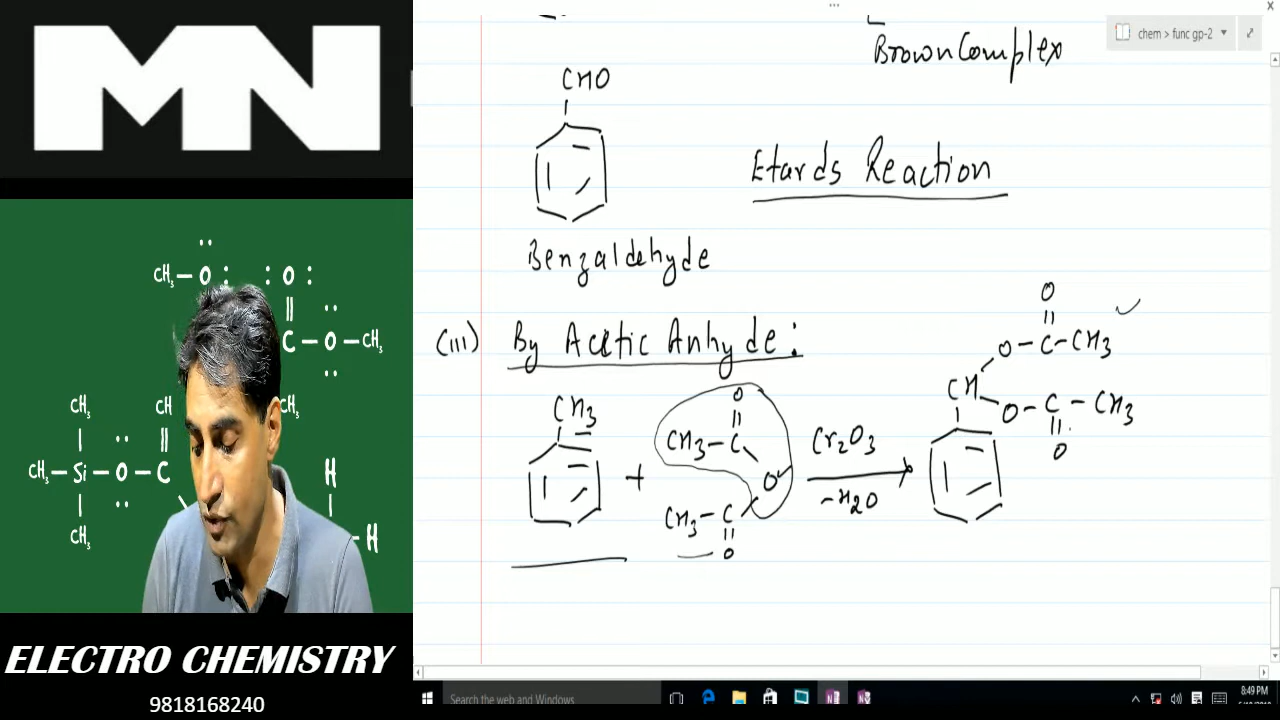 MN
chem > func gp-2
Brown Complex
CHO
Etards Reaction
Benzaldehyde
(iii) By Acetic Anhyde :
CH3
+
O
CH3 - C
O
CH3 - C
O
Cr2O3
-H2O
O
O - C - CH3
CH
O - C - CH3
O
CH3 - O :
: O :
C - O - CH3
CH3
CH
CH3
CH3 - Si - O - C
H
CH3
H
ELECTRO CHEMISTRY
9818168240
Search the web and Windows
8:49 PM